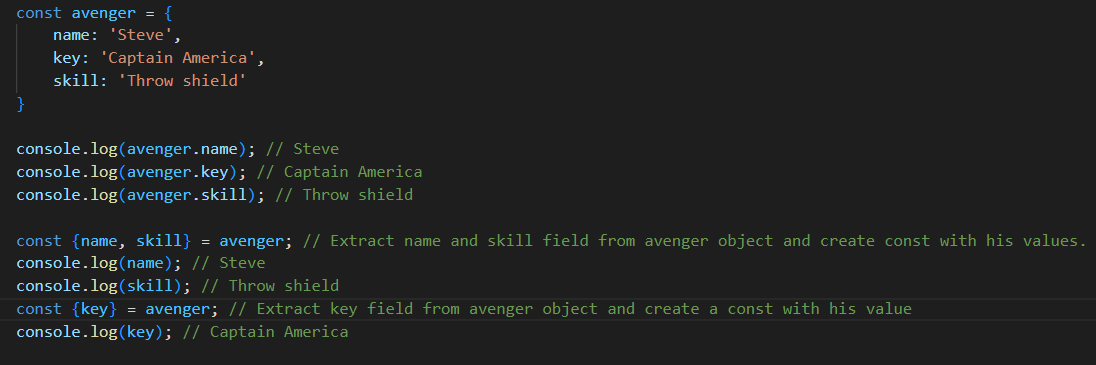 const avenger = {
    name: 'Steve',
    key: 'Captain America',
    skill: 'Throw shield'
}
console.log(avenger.name); // Steve
console.log(avenger.key); // Captain America
console.log(avenger.skill); // Throw shield
const {name, skill} = avenger; // Extract name and skill field from avenger object and create const with his values.
console.log(name); // Steve
console.log(skill); // Throw shield
const {key} = avenger; // Extract key field from avenger object and create a const with his value
console.log(key); // Captain America